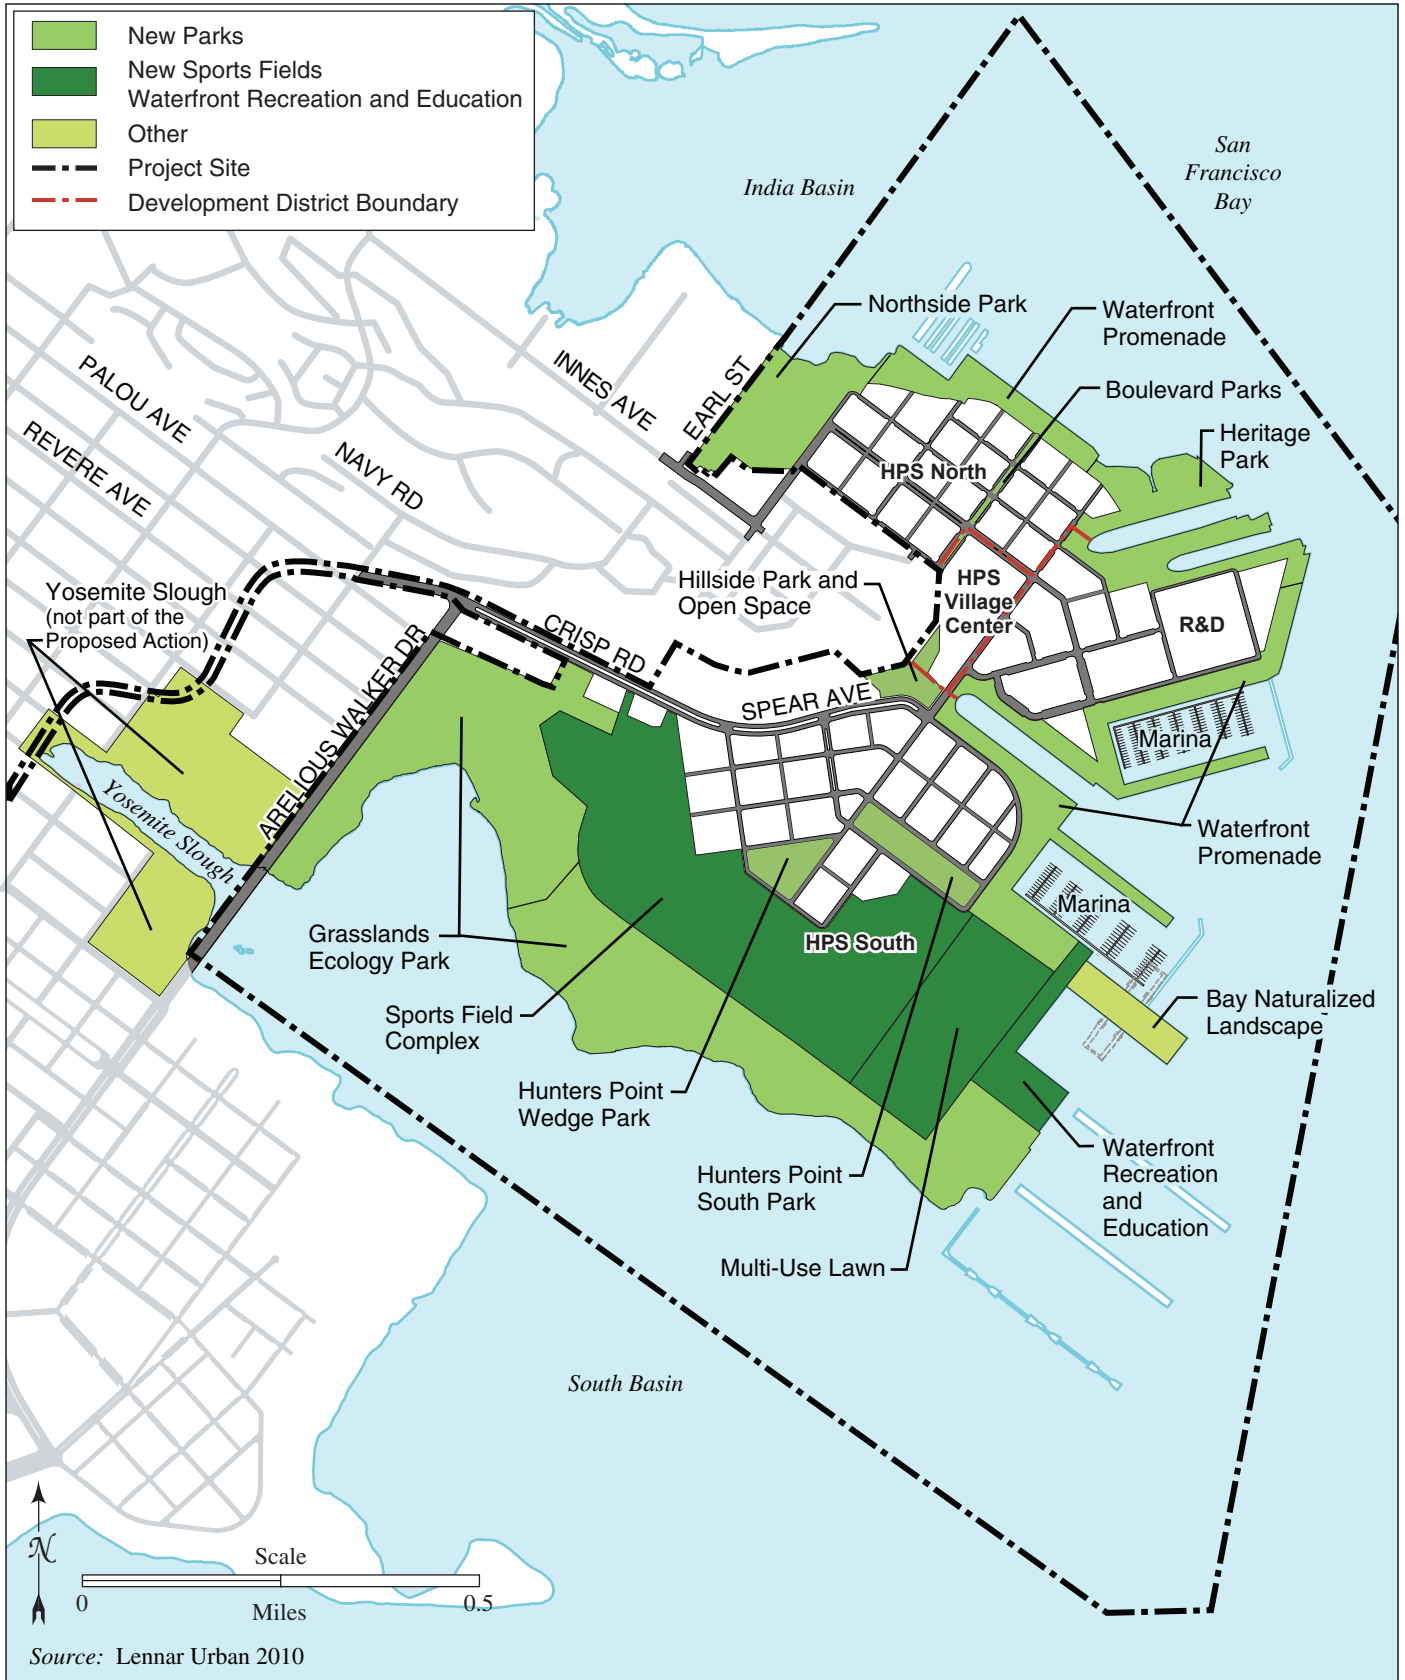 New Parks
New Sports Fields
Waterfront Recreation and Education
Other
Project Site
Development District Boundary
San
Francisco
Bay
India Basin
Northside Park
Waterfront
Promenade
Boulevard Parks
Heritage
Park
INNES AVE
EARL ST
PALOU AVE
REVERE AVE
NAVY RD
HPS North
Yosemite Slough
(not part of the
Proposed Action)
Hillside Park and
Open Space
HPS
Village
Center
R&D
CRISP RD
ARELIOUS WALKER DR
SPEAR AVE
Marina
Yosemite Slough
Waterfront
Promenade
Marina
Grasslands
Ecology Park
HPS South
Sports Field
Complex
Bay Naturalized
Landscape
Hunters Point
Wedge Park
Waterfront
Recreation
and
Education
Hunters Point
South Park
Multi-Use Lawn
South Basin
N
Scale
0
0.5
Miles
Source: Lennar Urban 2010